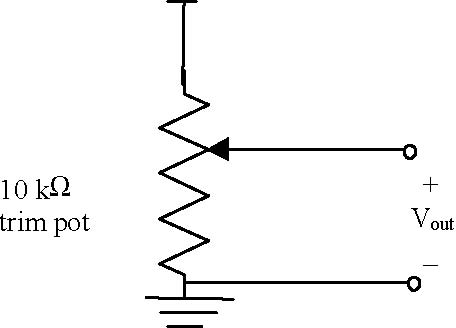 10 kΩ
trim pot
+
Vout
−